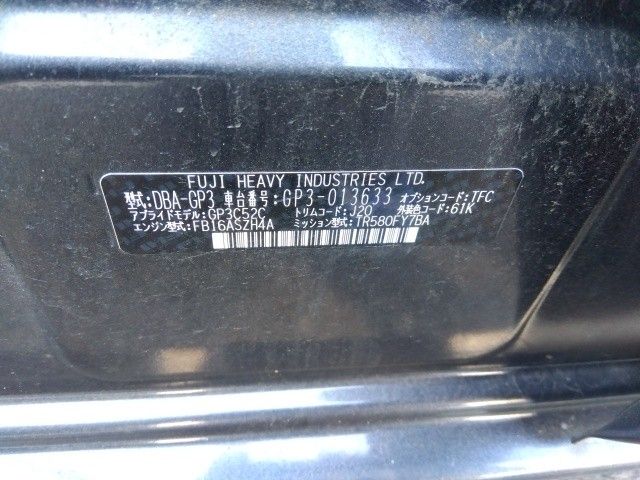 FUJI HEAVY INDUSTRIES LTD.
型式:DBA-GP3 車台番号:GP3-013633 オプションコード:TFC
アプライドモデル:GP3C52C トリムコード:J20 外装色コード:61K
エンジン型式:FB16ASZH4A ミッション型式:TR580FY7BA